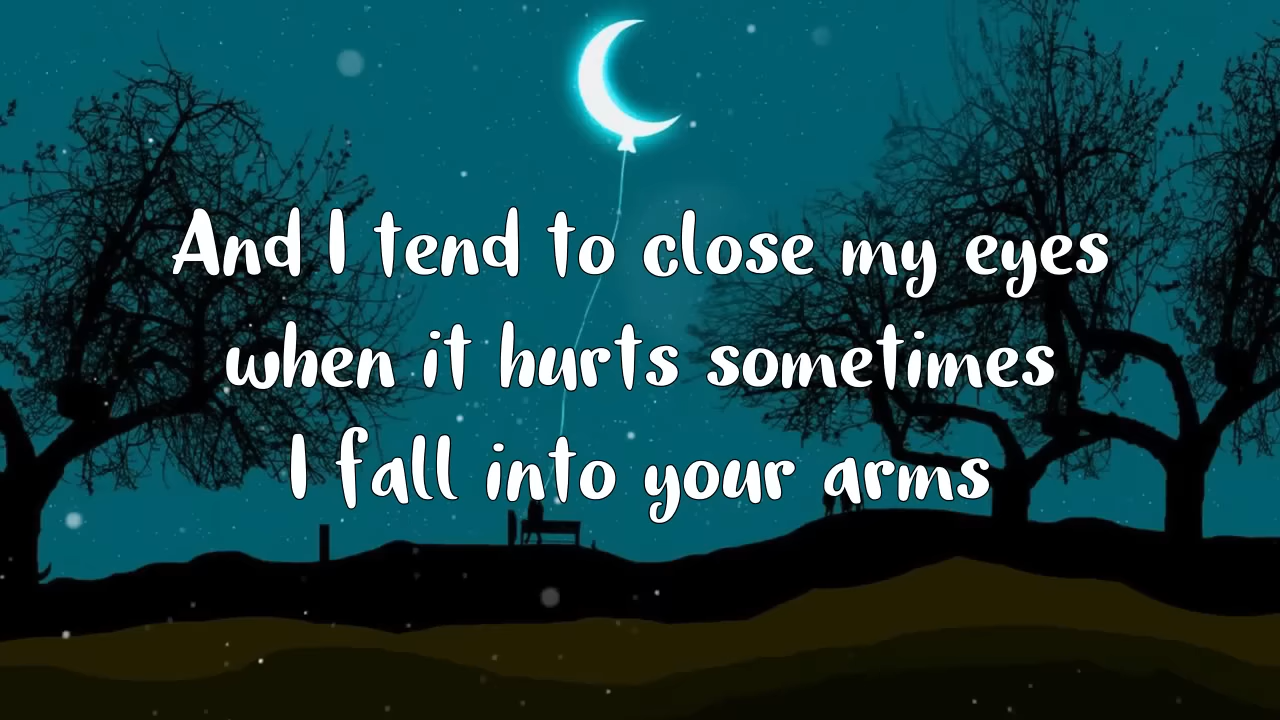 And I tend to close my eyes
when it hurts sometimes
I fall into your arms